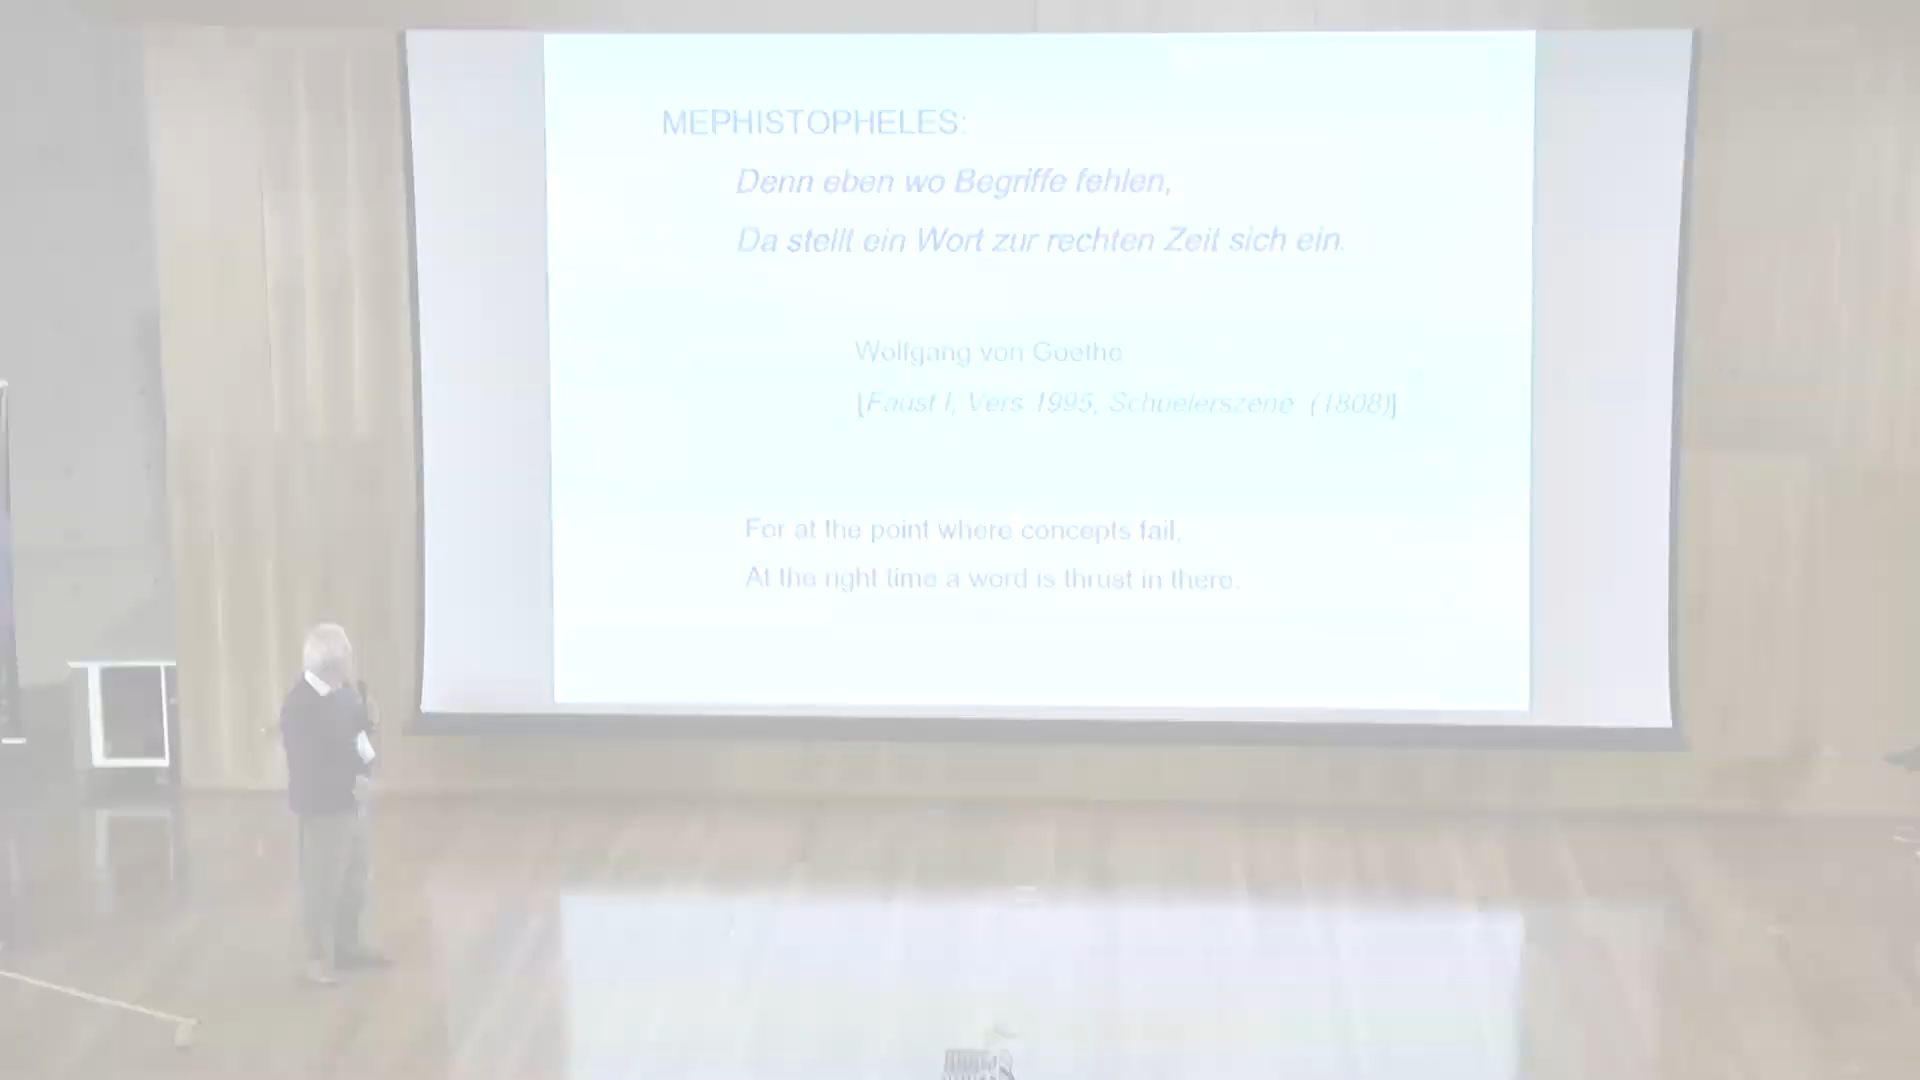 MEPHISTOPHELES:
Denn eben wo Begriffe fehlen,
Da stellt ein Wort zur rechten Zeit sich ein.
Wolfgang von Goethe
[Faust I, Vers 1995, Schuelerszene (1808)]
For at the point where concepts fail,
At the right time a word is thrust in there.